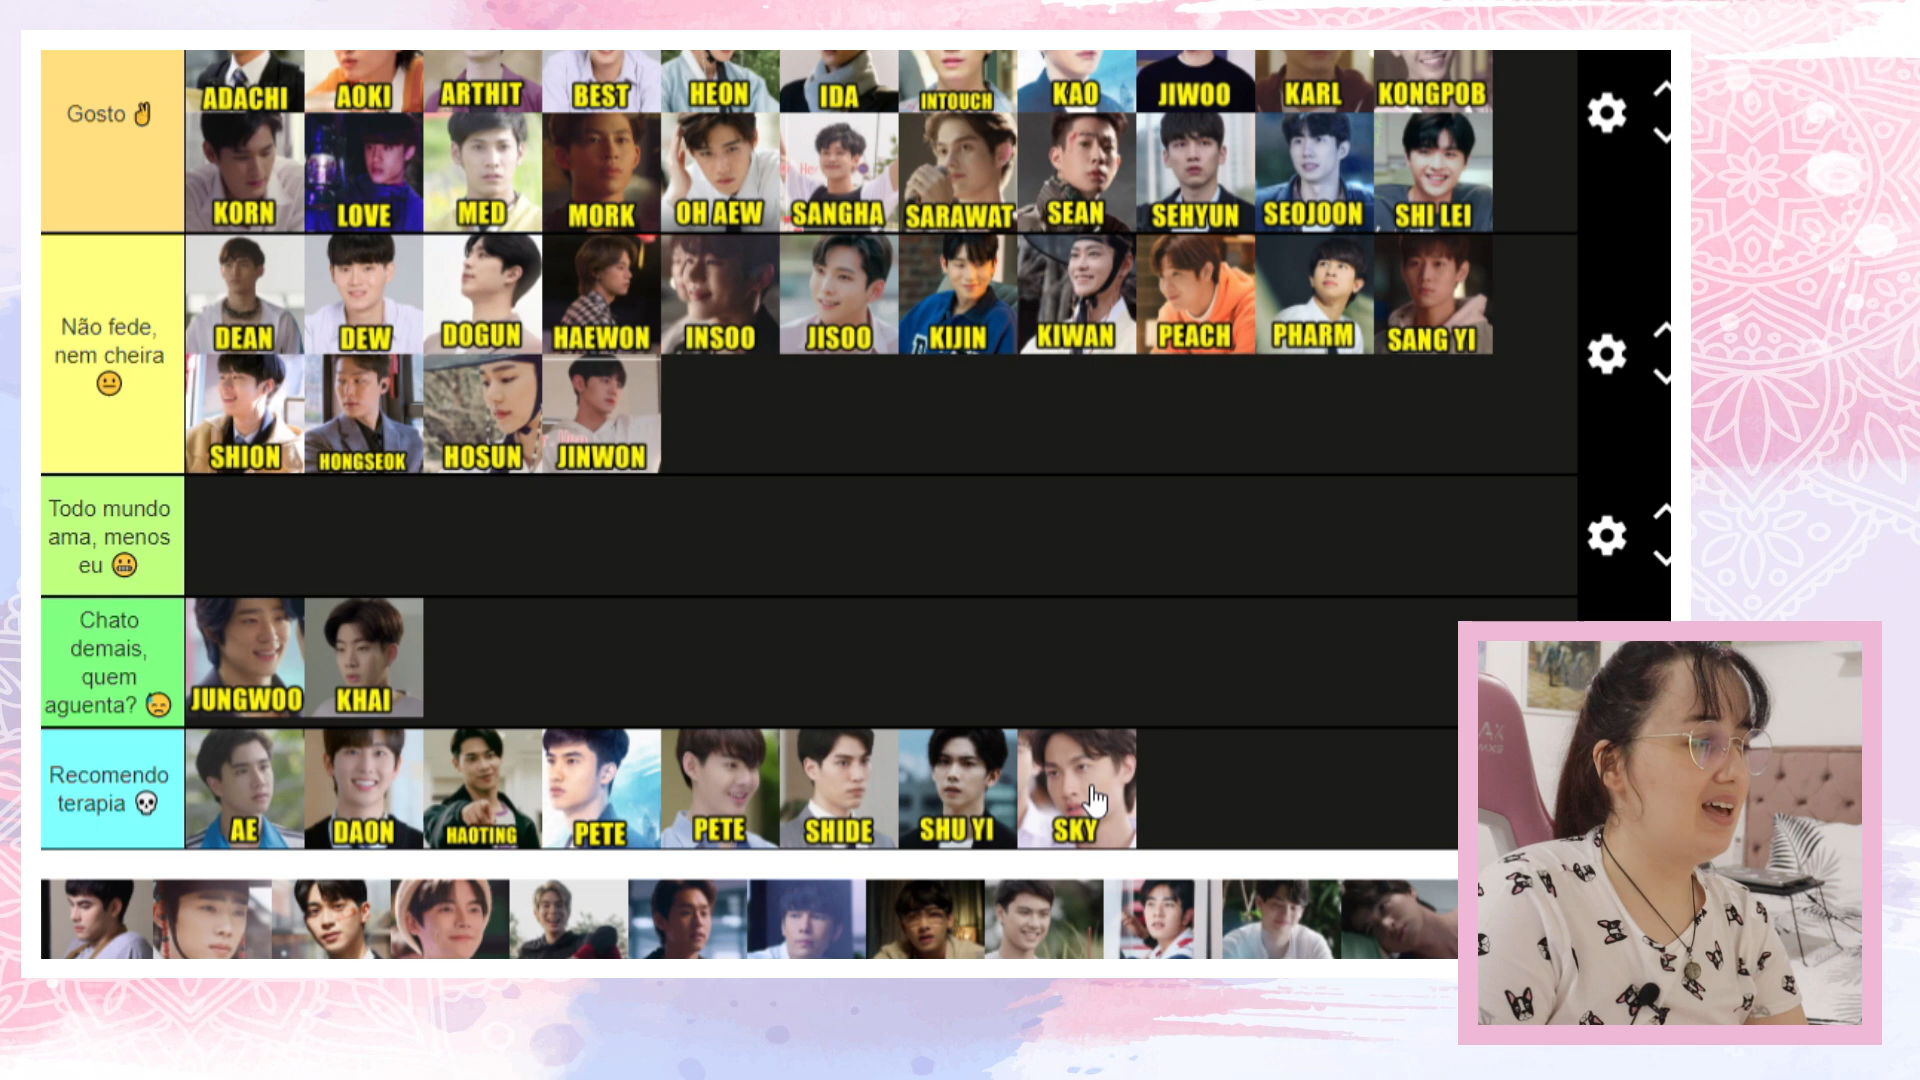 Gosto ✌
ADACHI AOKI ARTHIT BEST HEON IDA INTOUCH KAO JIWOO KARL KONGPOB
KORN LOVE MED MORK OH AEW SANGHA SARAWAT SEAN SEHYUN SEOJOON SHI LEI
Não fede,
nem cheira
😐
DEAN DEW DOGUN HAEWON INSOO JISOO KIJIN KIWAN PEACH PHARM SANG YI
SHION HONGSEOK HOSUN JINWON
Todo mundo
ama, menos
eu 😬
Chato
demais,
quem
aguenta? 😓
JUNGWOO KHAI
Recomendo
terapia 💀
AE DAON HAOTING PETE PETE SHIDE SHU YI SKY